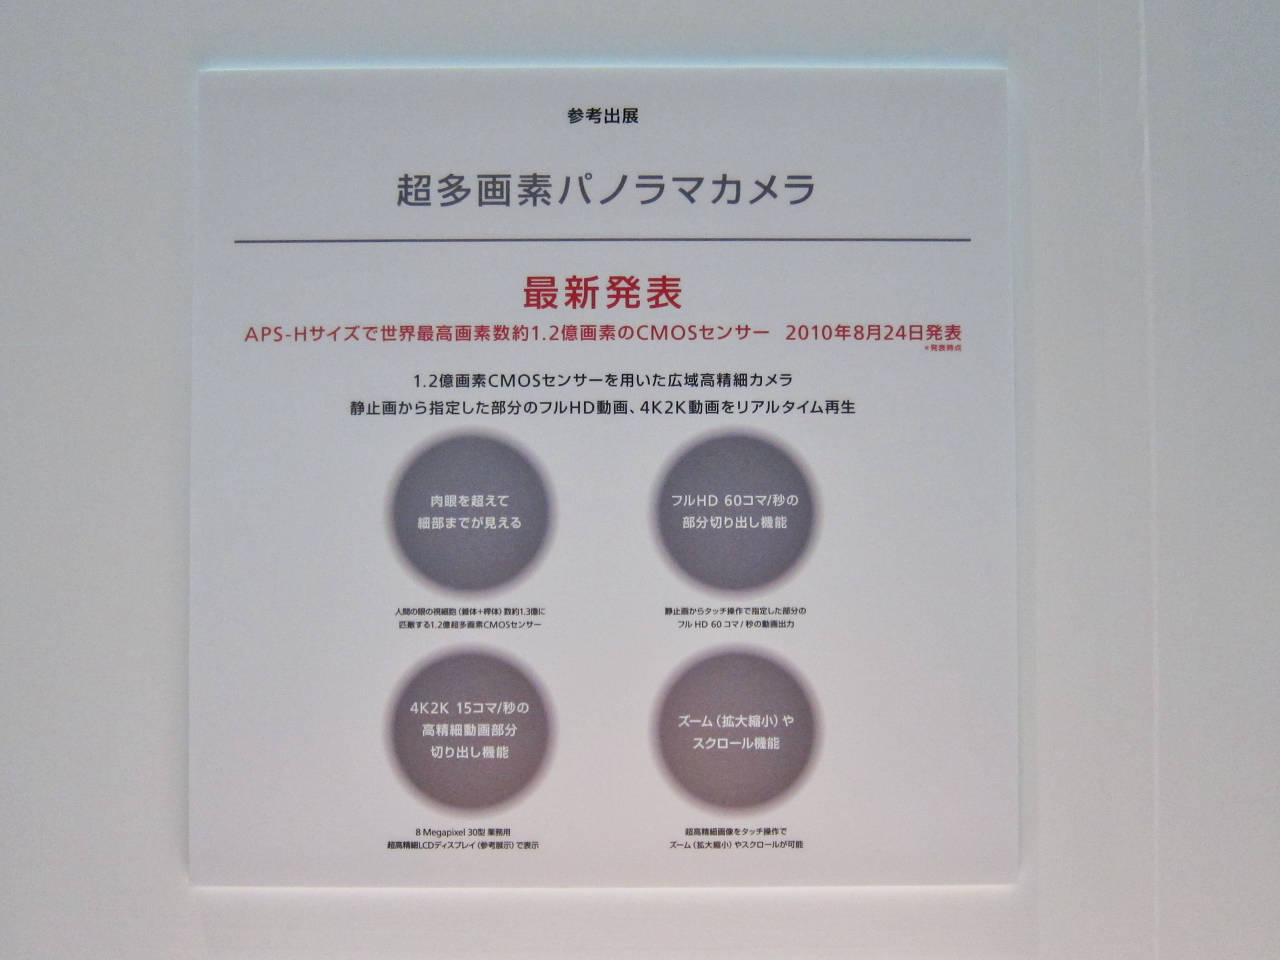 参考出展
超多画素パノラマカメラ
最新発表
APS-Hサイズで世界最高画素数約1.2億画素のCMOSセンサー 2010年8月24日発表
*発表時点
1.2億画素CMOSセンサーを用いた広域高精細カメラ
静止画から指定した部分のフルHD動画、4K2K動画をリアルタイム再生
肉眼を超えて
細部までが見える
フルHD 60コマ/秒の
部分切り出し機能
人間の眼の視細胞(錐体+桿体)数約1.3億に
匹敵する1.2億超多画素CMOSセンサー
静止画からタッチ操作で指定した部分の
フルHD 60コマ/秒の動画出力
4K2K 15コマ/秒の
高精細動画部分
切り出し機能
ズーム(拡大縮小)や
スクロール機能
8 Megapixel 30型 業務用
超高精細LCDディスプレイ(参考展示)で表示
超高精細画像をタッチ操作で
ズーム(拡大縮小)やスクロールが可能